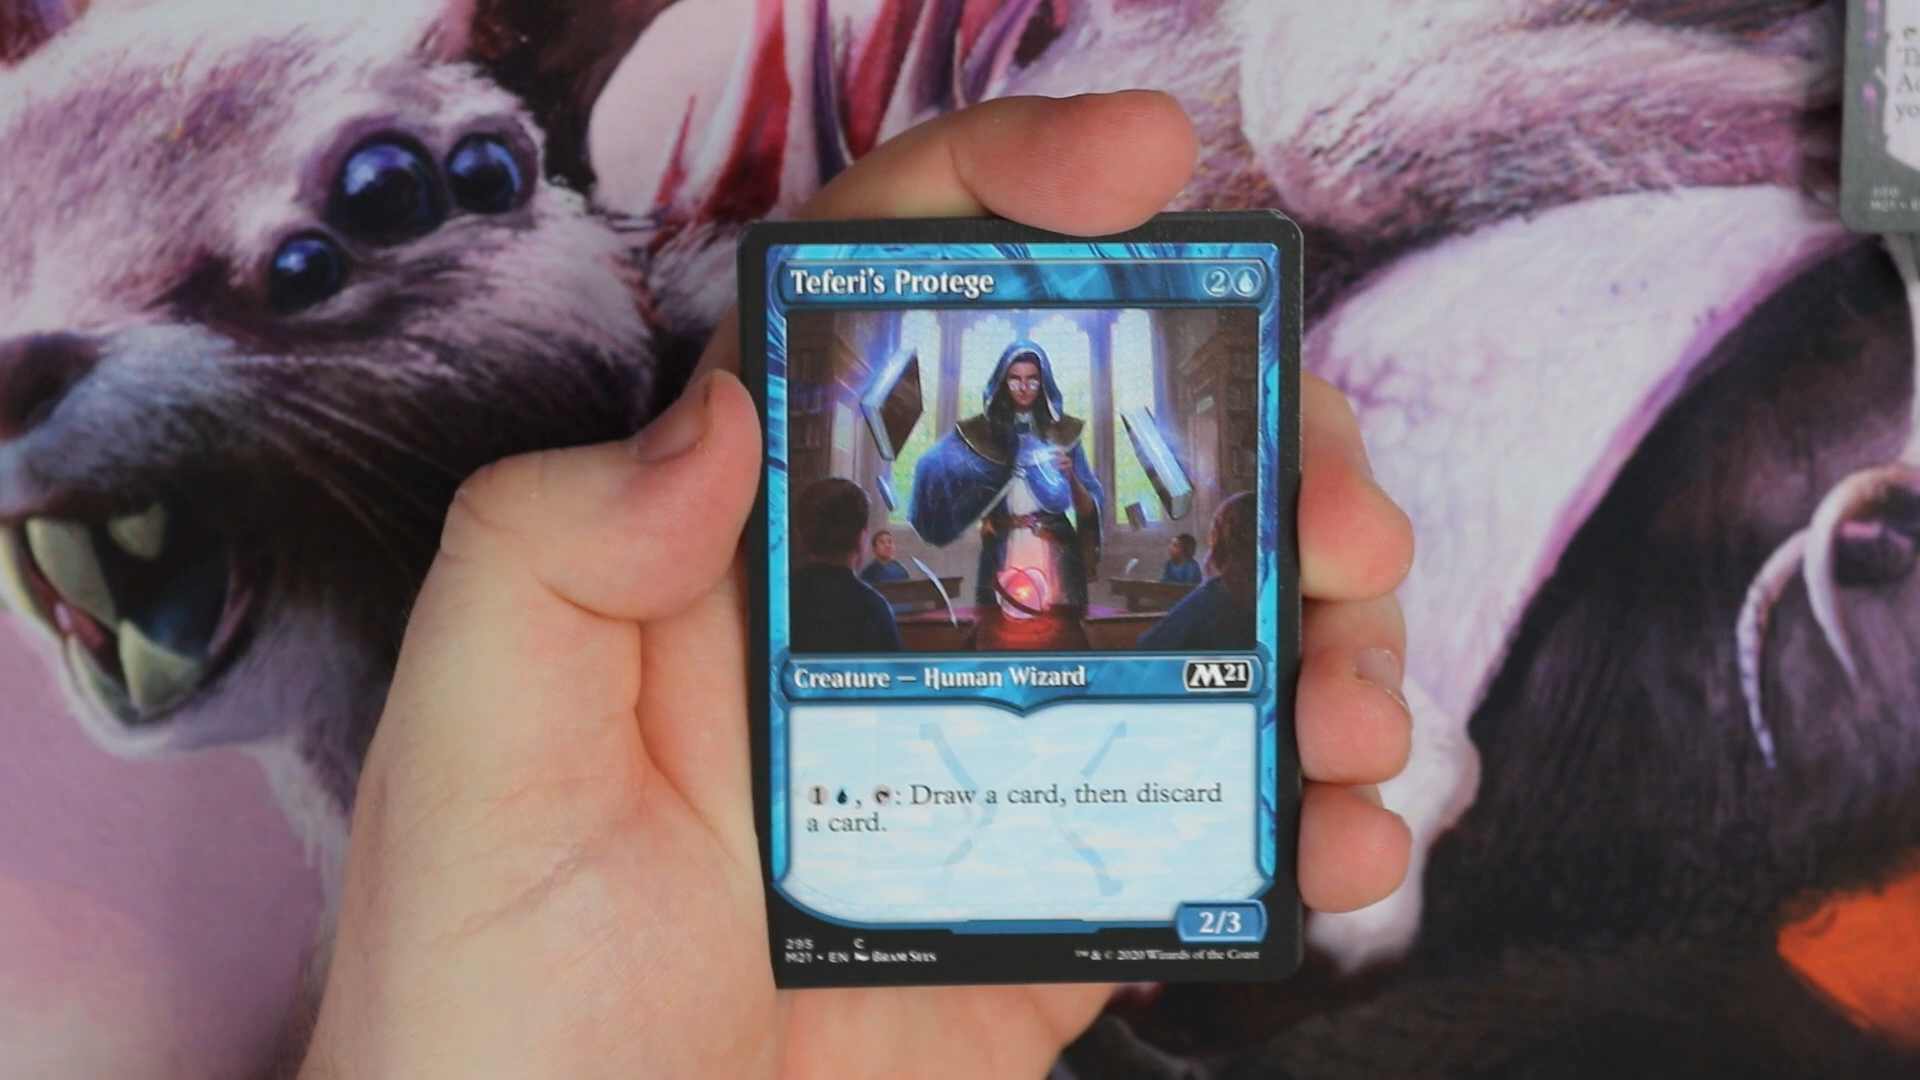 Teferi's Protege 2
Creature — Human Wizard M21
1, : Draw a card, then discard
a card.
2/3
295 C
M21 • EN Bram Sels
™ & © 2020 Wizards of the Coast